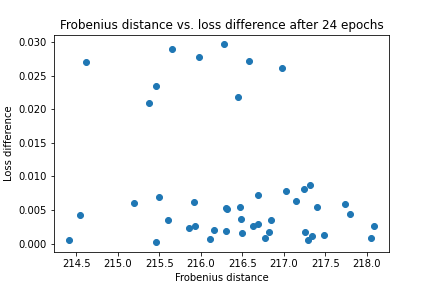 Frobenius distance vs. loss difference after 24 epochs
0.030
0.025
0.020
0.015
0.010
0.005
0.000
Loss difference
214.5 215.0 215.5 216.0 216.5 217.0 217.5 218.0
Frobenius distance